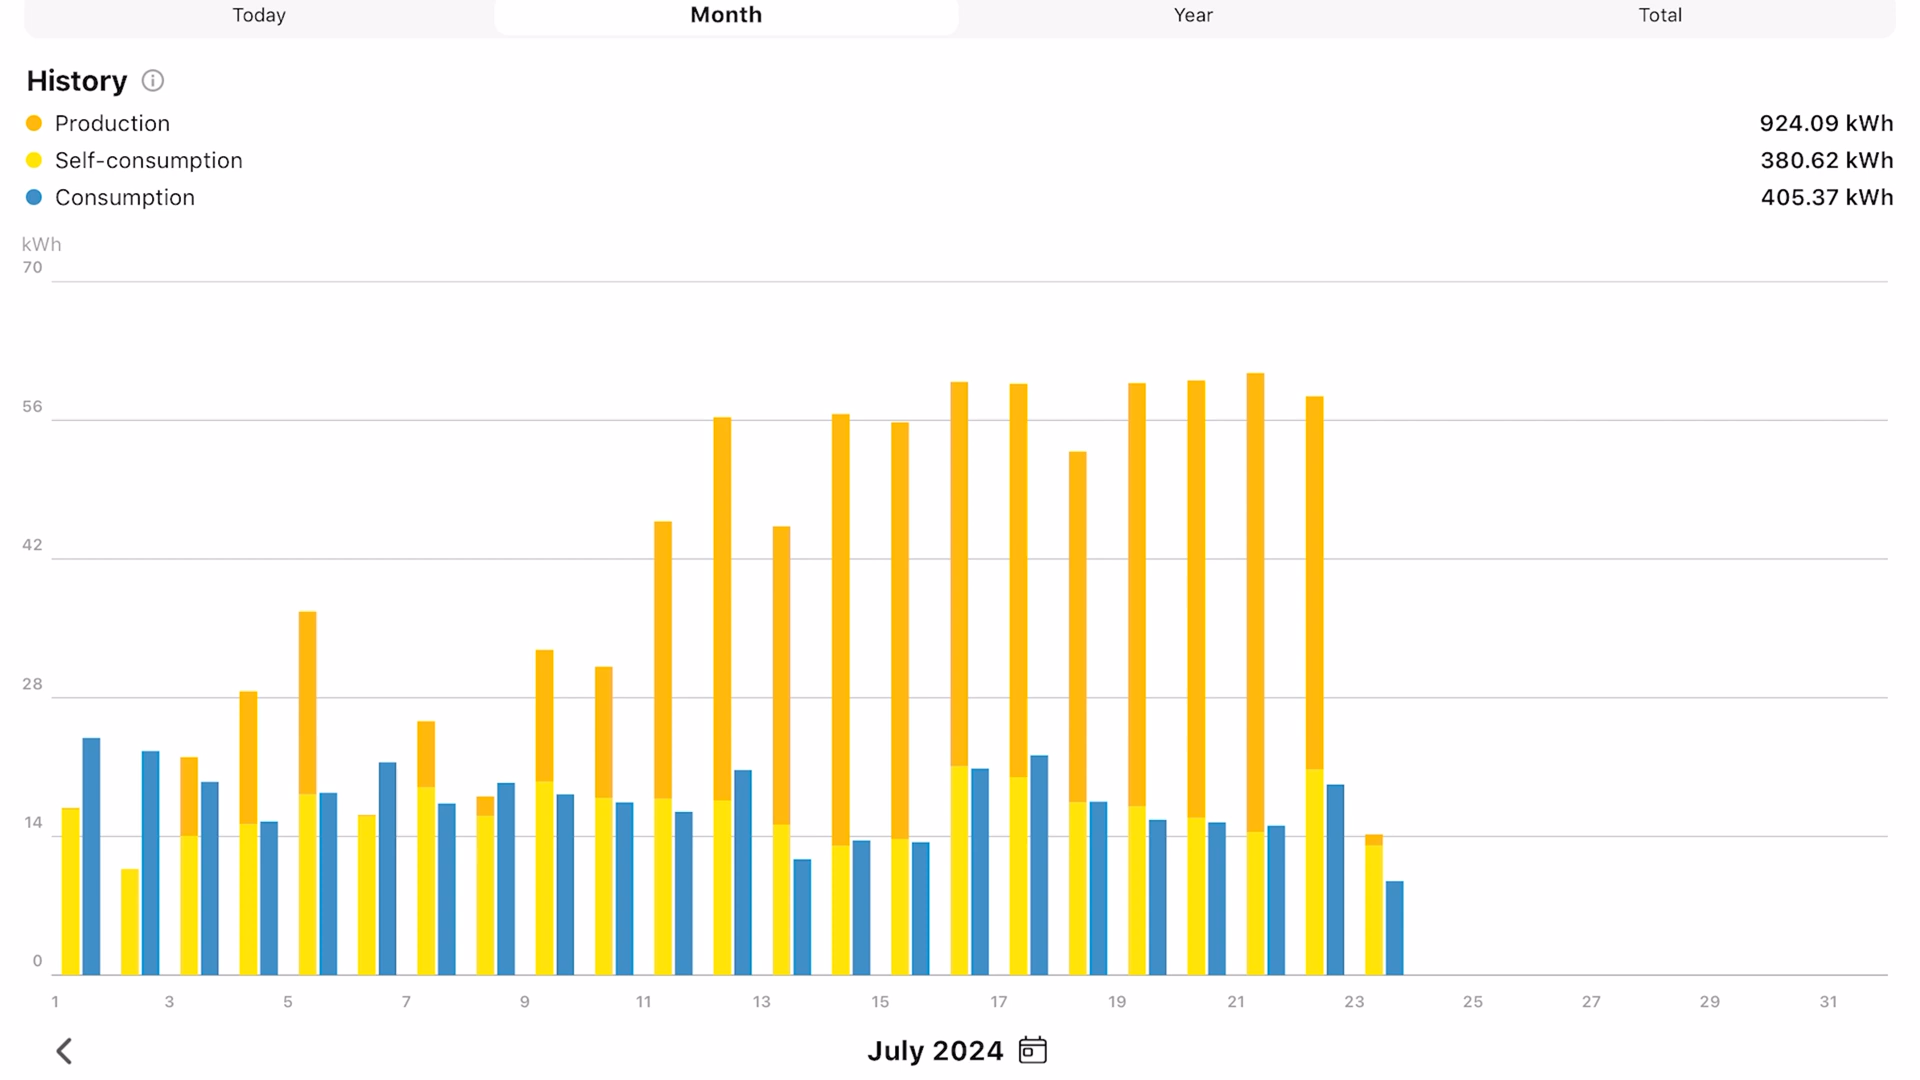 Today Month Year Total
History
Production 924.09 kWh
Self-consumption 380.62 kWh
Consumption 405.37 kWh
kWh
70
56
42
28
14
0
1 3 5 7 9 11 13 15 17 19 21 23 25 27 29 31
July 2024